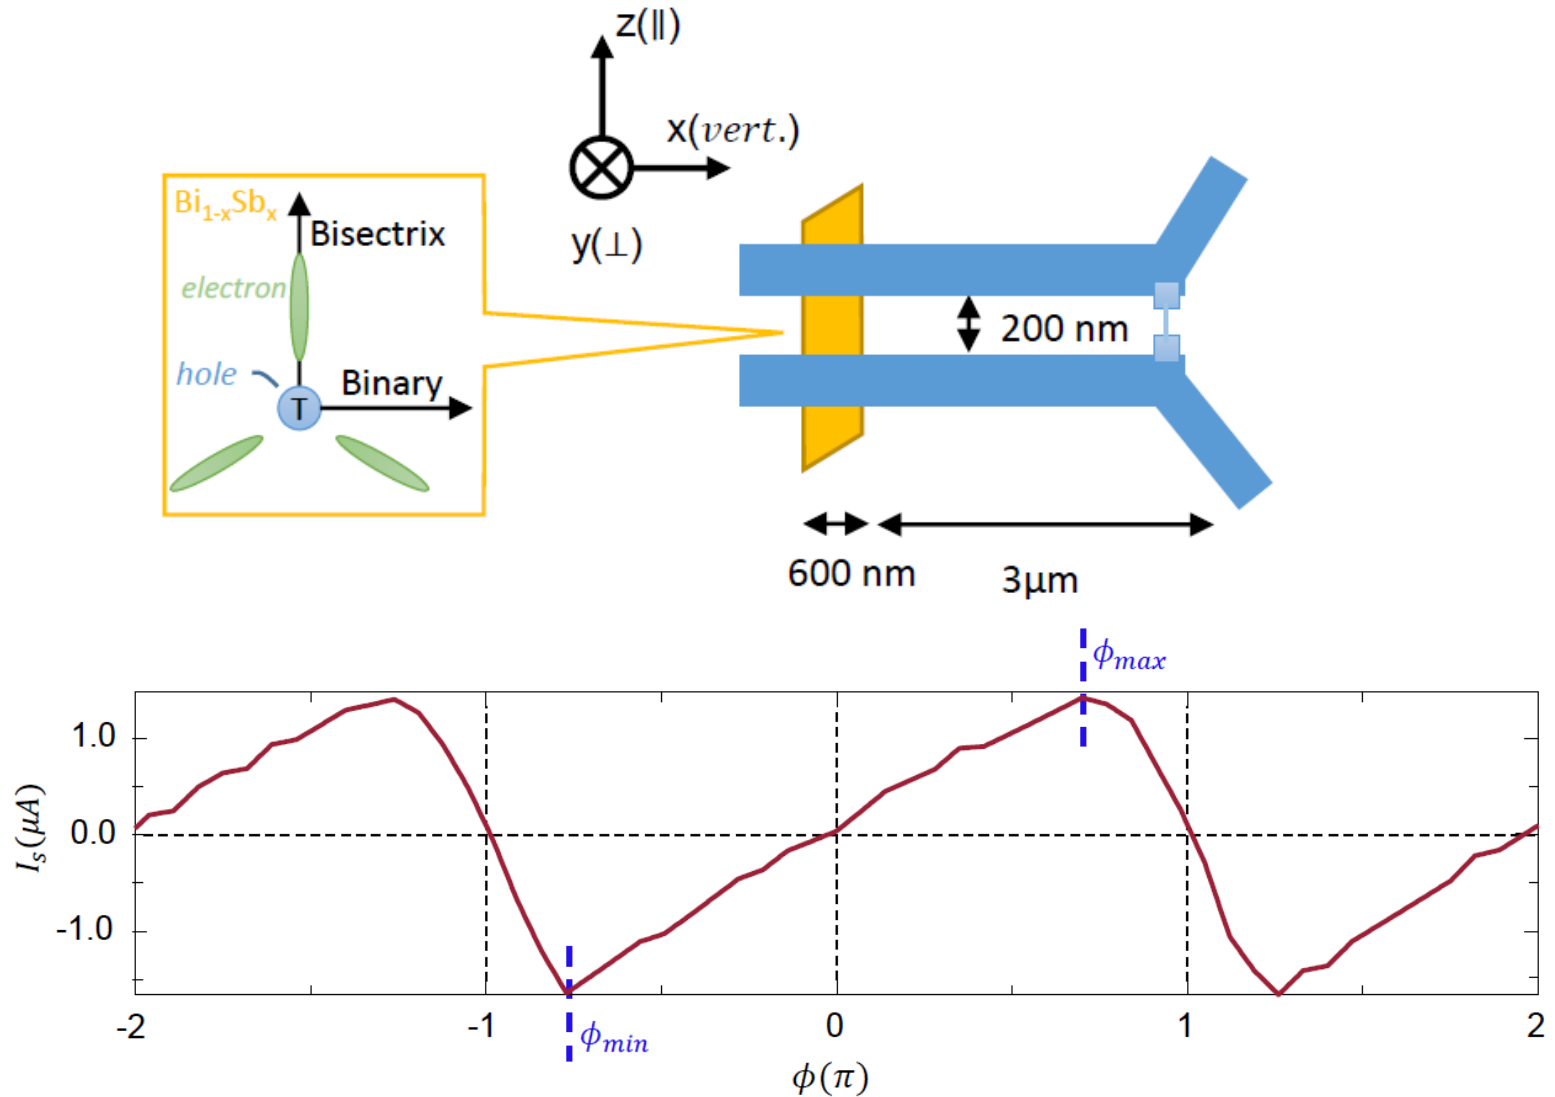 z(∥)
x(vert.)
y(⊥)
Bi1-xSbx
Bisectrix
electron
hole
T
Binary
200 nm
600 nm
3μm
ϕmax
Is(μA)
1.0
0.0
-1.0
-2
-1
0
1
2
ϕmin
ϕ(π)